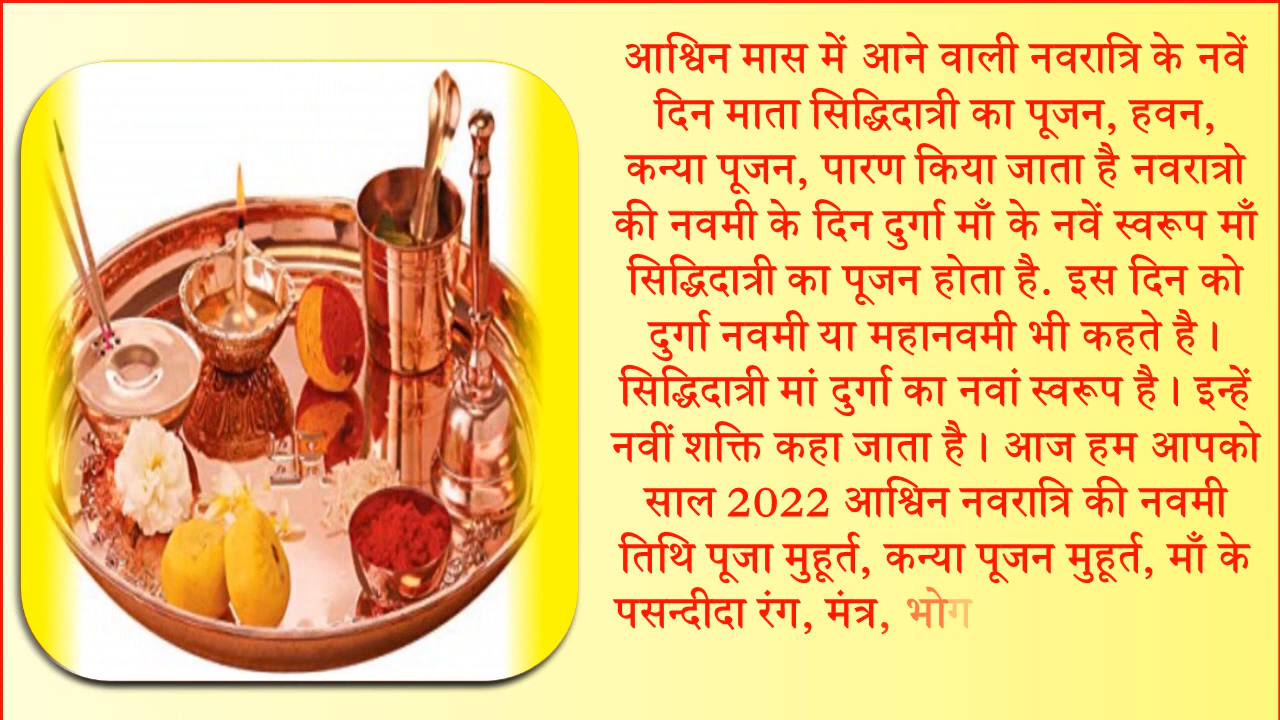 आश्विन मास में आने वाली नवरात्रि के नवें
दिन माता सिद्धिदात्री का पूजन, हवन,
कन्या पूजन, पारण किया जाता है नवरात्रो
की नवमी के दिन दुर्गा माँ के नवें स्वरूप माँ
सिद्धिदात्री का पूजन होता है. इस दिन को
दुर्गा नवमी या महानवमी भी कहते है।
सिद्धिदात्री मां दुर्गा का नवां स्वरूप है। इन्हें
नवीं शक्ति कहा जाता है। आज हम आपको
साल 2022 आश्विन नवरात्रि की नवमी
तिथि पूजा मुहूर्त, कन्या पूजन मुहूर्त, माँ के
पसन्दीदा रंग, मंत्र, भोग